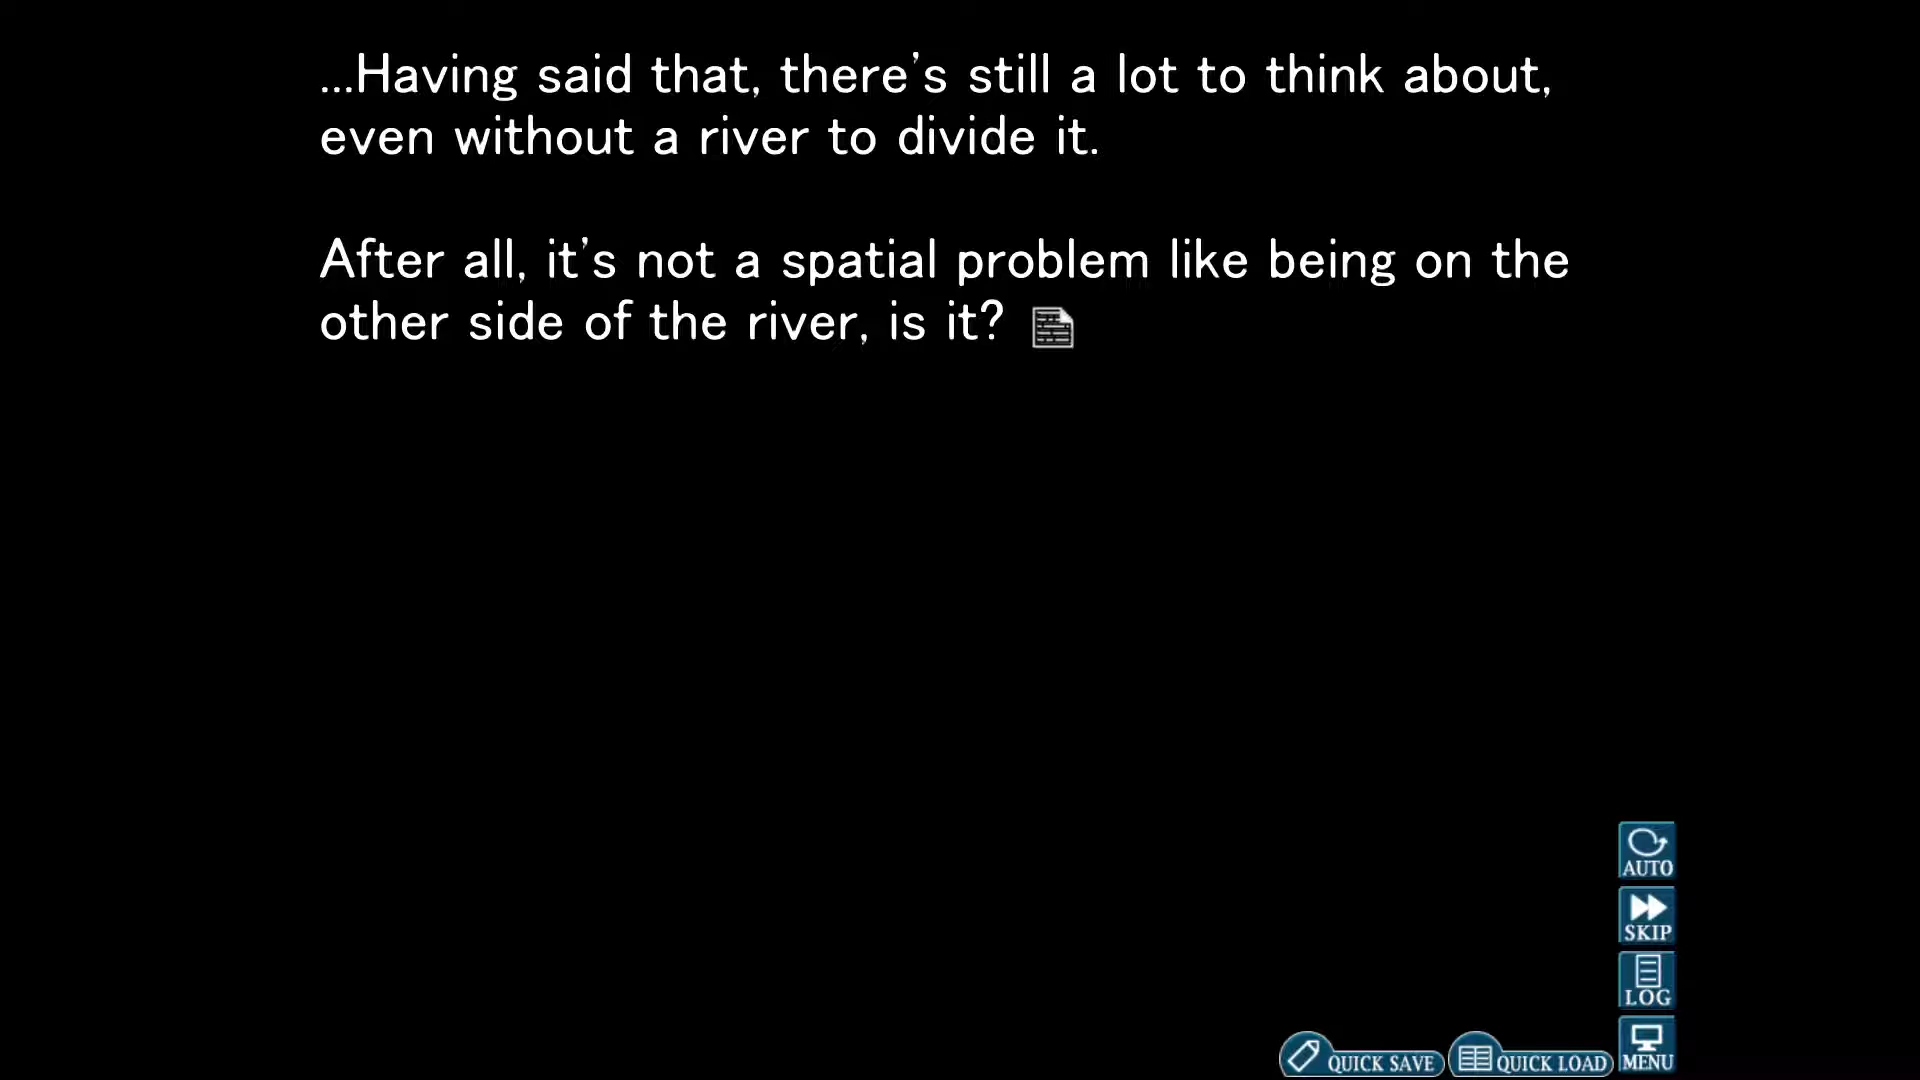 ...Having said that, there's still a lot to think about,
even without a river to divide it.
After all, it's not a spatial problem like being on the
other side of the river, is it?
AUTO
SKIP
LOG
MENU
QUICK SAVE
QUICK LOAD